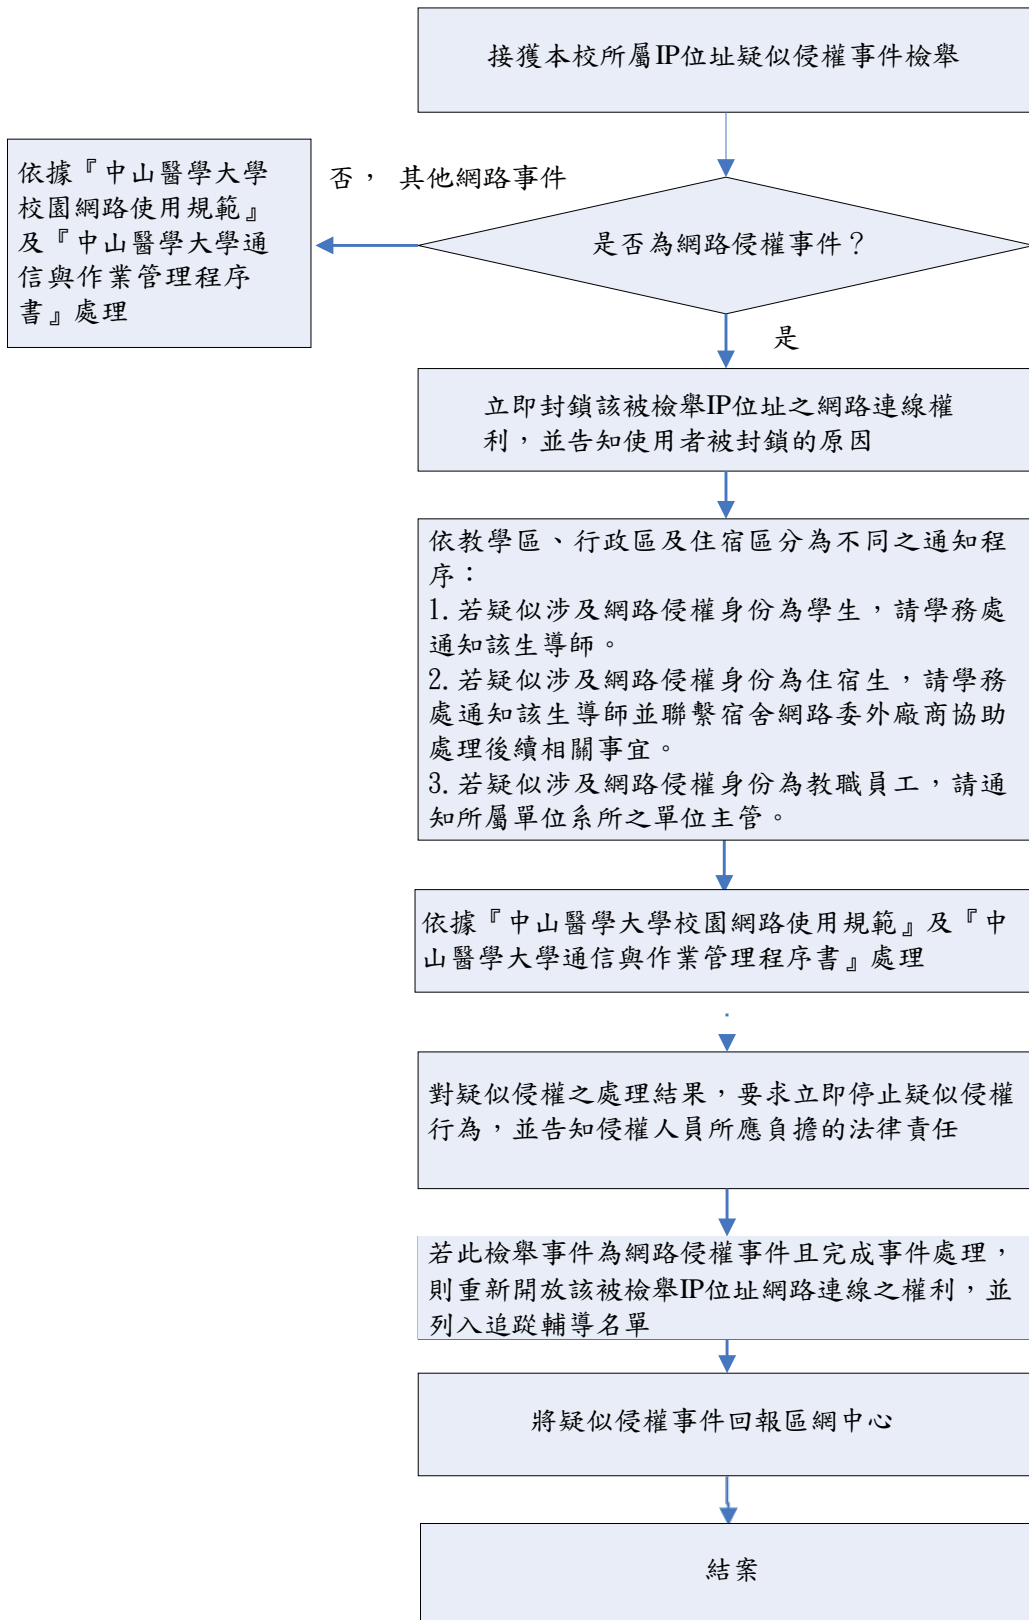 接獲本校所屬IP位址疑似侵權事件檢舉
依據『中山醫學大學
校園網路使用規範』
及『中山醫學大學通
信與作業管理程序
書』處理
否， 其他網路事件
是否為網路侵權事件？
是
立即封鎖該被檢舉IP位址之網路連線權
利，並告知使用者被封鎖的原因
依教學區、行政區及住宿區分為不同之通知程
序：
1.若疑似涉及網路侵權身份為學生，請學務處
通知該生導師。
2.若疑似涉及網路侵權身份為住宿生，請學務
處通知該生導師並聯繫宿舍網路委外廠商協助
處理後續相關事宜。
3.若疑似涉及網路侵權身份為教職員工，請通
知所屬單位系所之單位主管。
依據『中山醫學大學校園網路使用規範』及『中
山醫學大學通信與作業管理程序書』處理
對疑似侵權之處理結果，要求立即停止疑似侵權
行為，並告知侵權人員所應負擔的法律責任
若此檢舉事件為網路侵權事件且完成事件處理，
則重新開放該被檢舉IP位址網路連線之權利，並
列入追蹤輔導名單
將疑似侵權事件回報區網中心
結案